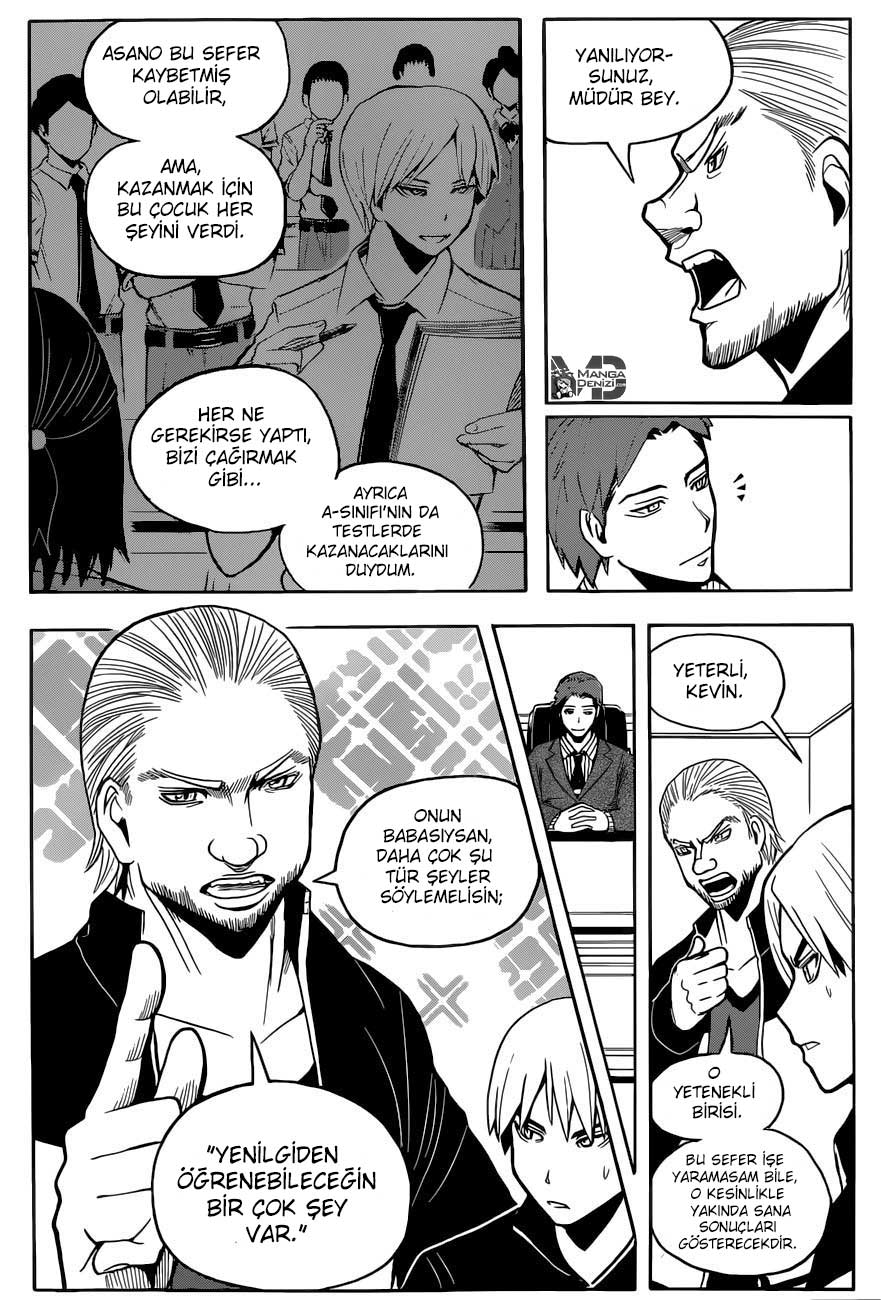 YANILIYOR-
SUNUZ,
MÜDÜR BEY.
MANGA
DENİZİ.com
ASANO BU SEFER
KAYBETMİŞ
OLABİLİR,
AMA,
KAZANMAK İÇİN
BU ÇOCUK HER
ŞEYİNİ VERDİ.
HER NE
GEREKİRSE YAPTI,
BİZİ ÇAĞIRMAK
GİBİ...
AYRICA
A-SINIFI'NIN DA
TESTLERDE
KAZANACAKLARINI
DUYDUM.
YETERLİ,
KEVIN.
O
YETENEKLİ
BİRİSİ.
BU SEFER İŞE
YARAMASAM BİLE,
O KESİNLİKLE
YAKINDA SANA
SONUÇLARI
GÖSTERECEKDİR.
ONUN
BABASIYSAN,
DAHA ÇOK ŞU
TÜR ŞEYLER
SÖYLEMELİSİN;
"YENİLGİDEN
ÖĞRENEBİLECEĞİN
BİR ÇOK ŞEY
VAR."